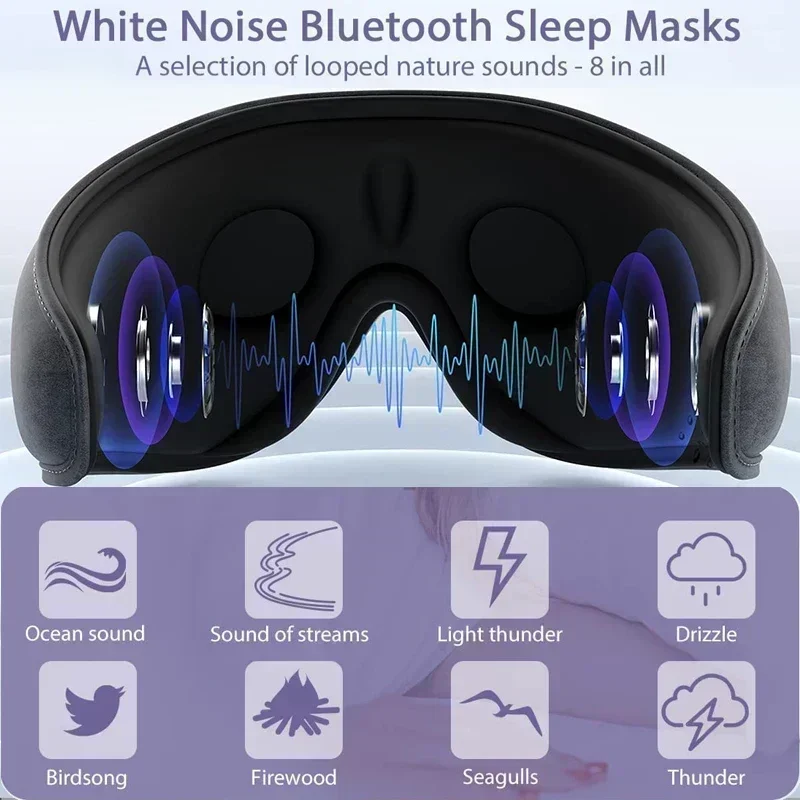 White Noise Bluetooth Sleep Masks
A selection of looped nature sounds - 8 in all
Ocean sound
Sound of streams
Light thunder
Drizzle
Birdsong
Firewood
Seagulls
Thunder